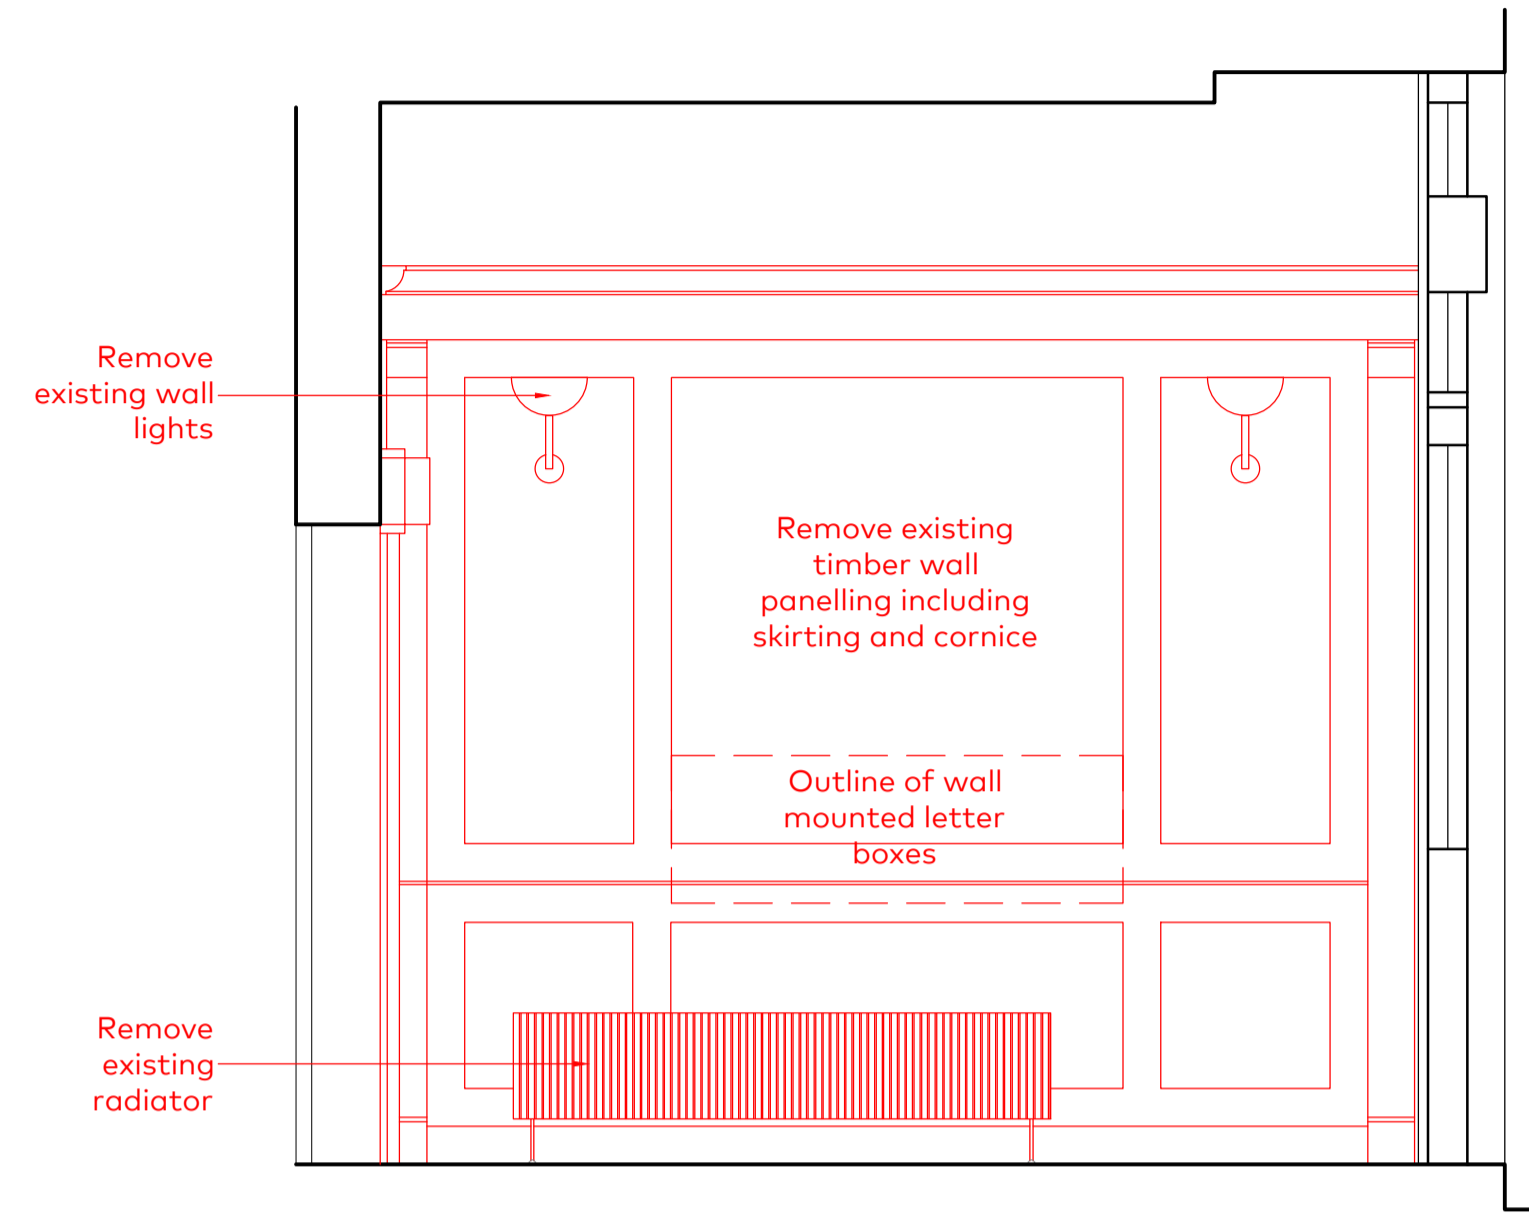 Remove
existing wall
lights
Remove existing
timber wall
panelling including
skirting and cornice
Outline of wall
mounted letter
boxes
Remove
existing
radiator